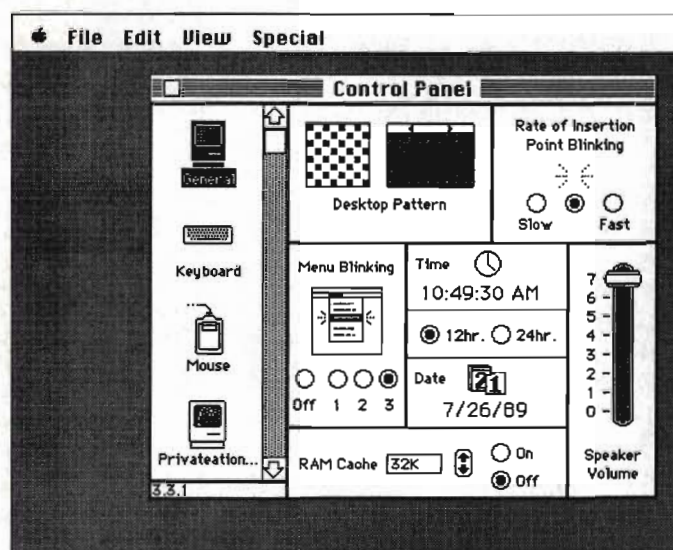 File Edit View Special
Control Panel
General
Keyboard
Mouse
Privateation...
3.3.1
Desktop Pattern
Rate of Insertion
Point Blinking
Slow Fast
Menu Blinking
Off 1 2 3
Time
10:49:30 AM
12hr. 24hr.
Date
21
7/26/89
RAM Cache 32K
On
Off
7
6
5
4
3
2
1
0
Speaker
Volume